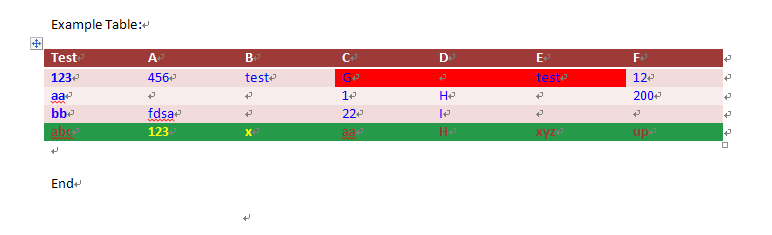 Example Table:
Test A B C D E F
123 456 test G test 12
aa 1 H 200
bb fdsa 22 I
abc 123 x aa H xyz up
End